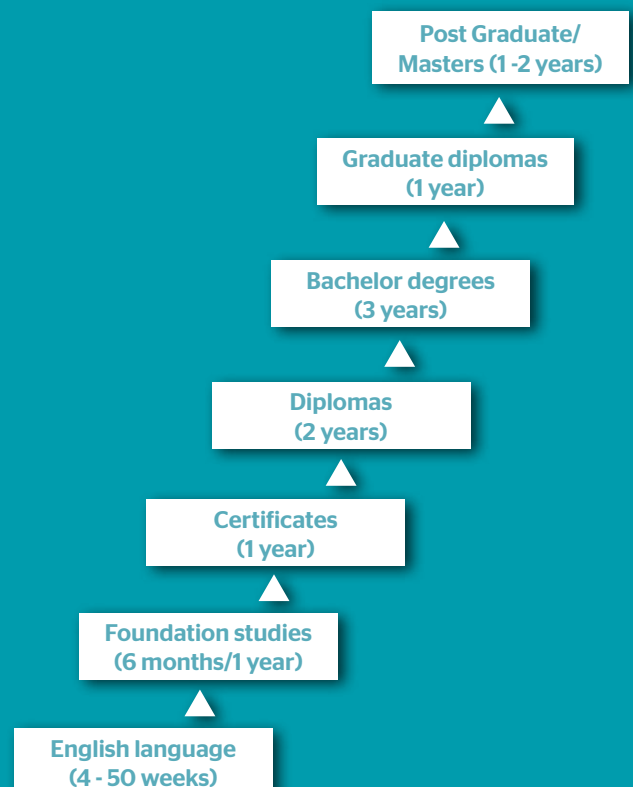 Post Graduate/
Masters (1 -2 years)
Graduate diplomas
(1 year)
Bachelor degrees
(3 years)
Diplomas
(2 years)
Certificates
(1 year)
Foundation studies
(6 months/1 year)
English language
(4 - 50 weeks)